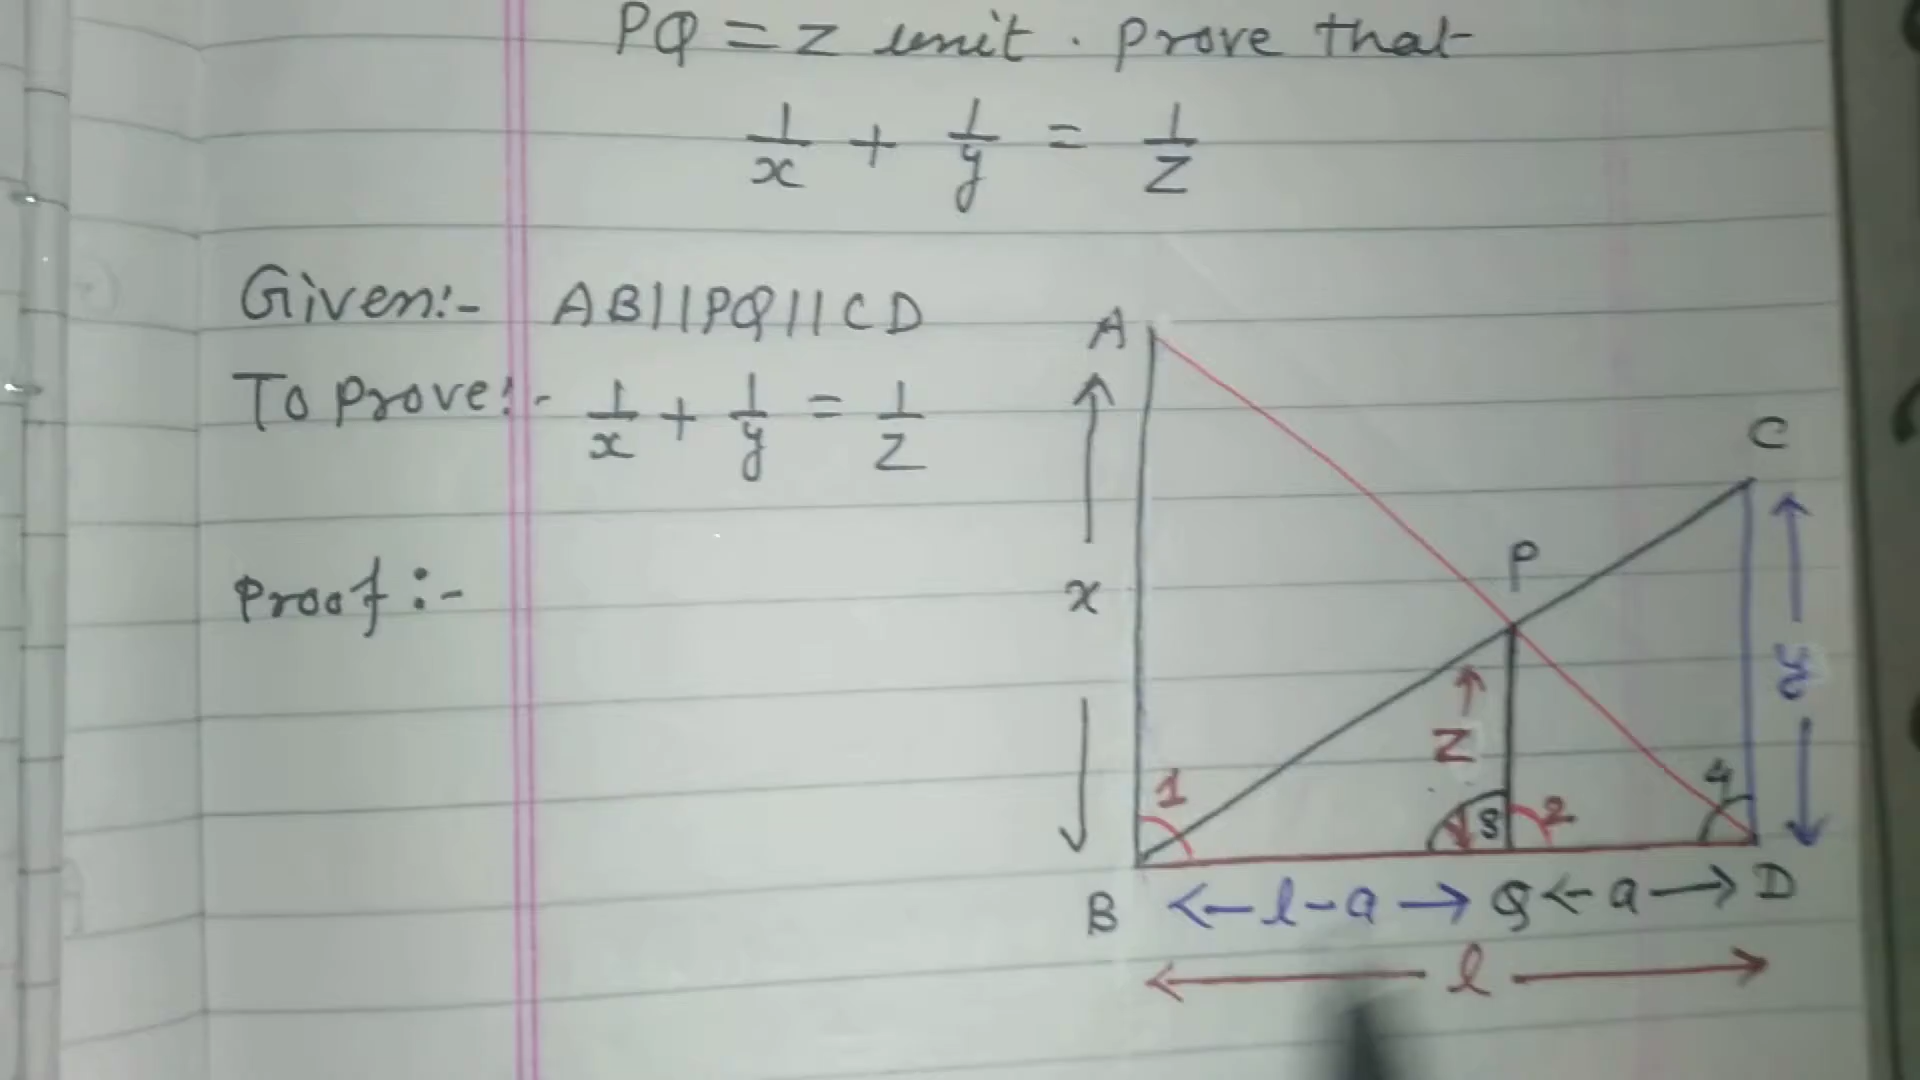 PQ = z unit. prove that
1/x + 1/y = 1/z
Given:- AB||PQ||CD
To prove:- 1/x + 1/y = 1/z
Proof:-
A
C
P
x
y
z
1
3
2
4
B
l-a
Q
a
D
l